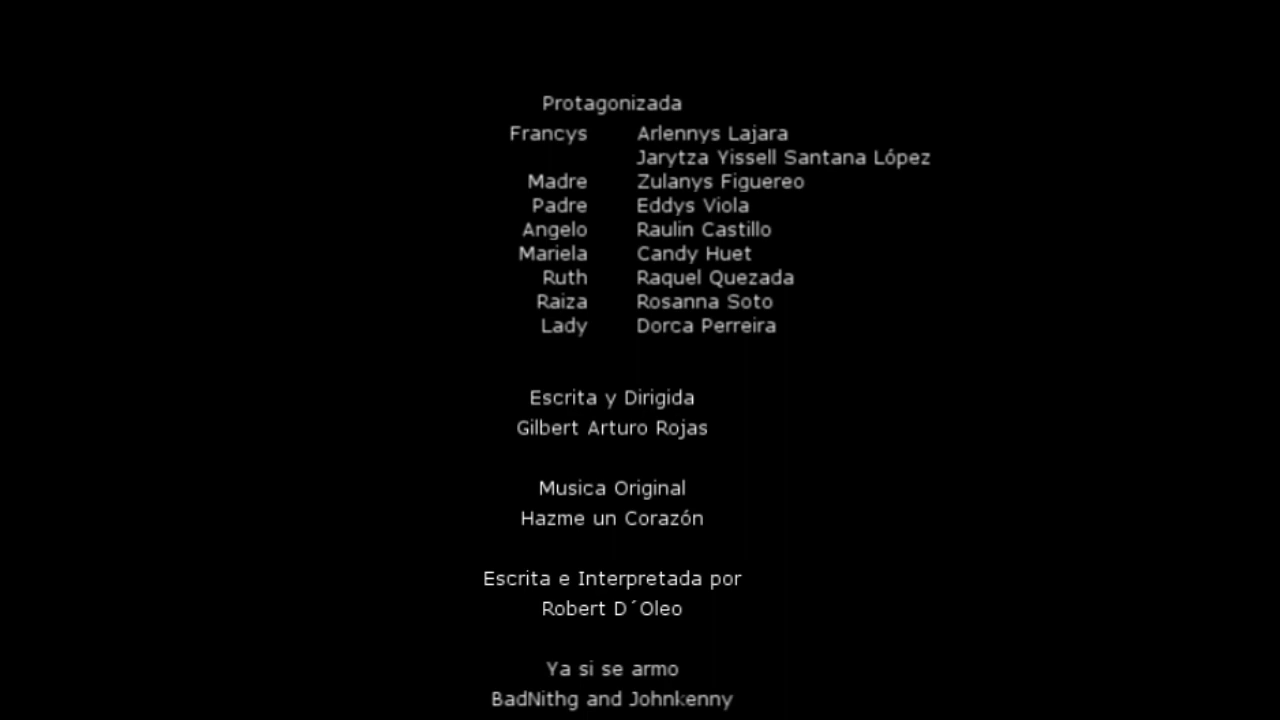 Protagonizada
Francys Arlennys Lajara
Jarytza Yissell Santana López
Madre Zulanys Figuereo
Padre Eddys Viola
Angelo Raulin Castillo
Mariela Candy Huet
Ruth Raquel Quezada
Raiza Rosanna Soto
Lady Dorca Perreira
Escrita y Dirigida
Gilbert Arturo Rojas
Musica Original
Hazme un Corazón
Escrita e Interpretada por
Robert D´Oleo
Ya si se armo
BadNithg and Johnkenny